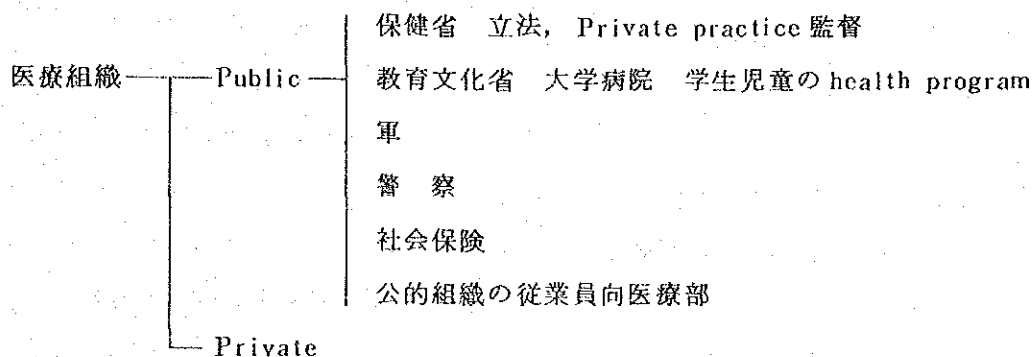 保健省 立法, Private practice 監督
医療組織 Public 教育文化省 大学病院 学生児童の health program
軍
警 察
社会保険
公的組織の従業員向医療部
Private